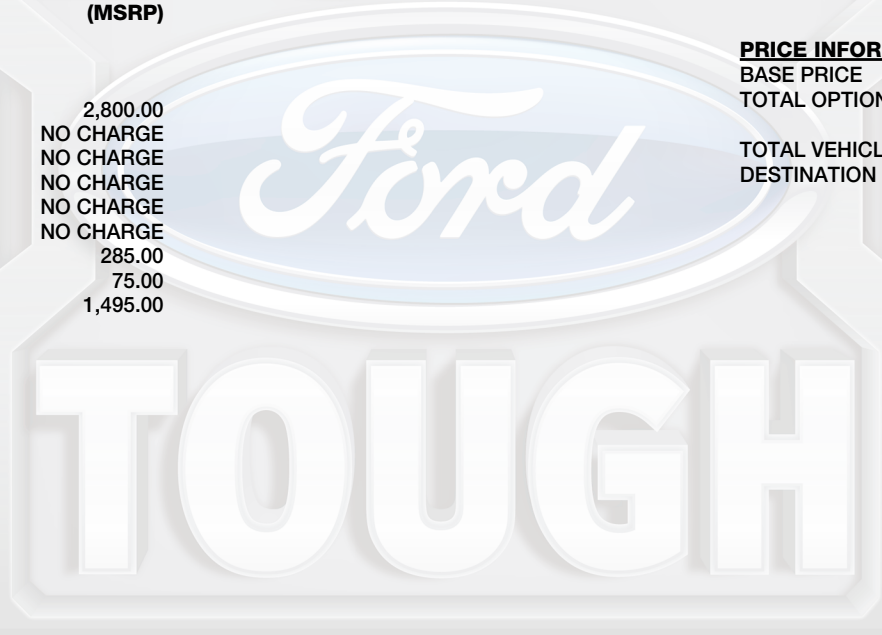 (MSRP)
2,800.00
NO CHARGE
NO CHARGE
NO CHARGE
NO CHARGE
NO CHARGE
285.00
75.00
1,495.00
PRICE INFOR
BASE PRICE
TOTAL OPTION
TOTAL VEHICL
DESTINATION
Ford
TOUGH